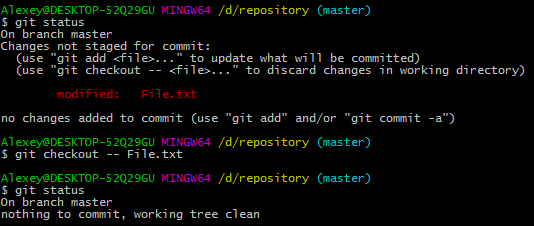 Alexey@DESKTOP-52Q29GU MINGW64 /d/repository (master)
$ git status
On branch master
Changes not staged for commit:
  (use "git add <file>..." to update what will be committed)
  (use "git checkout -- <file>..." to discard changes in working directory)
        modified:   File.txt
no changes added to commit (use "git add" and/or "git commit -a")
Alexey@DESKTOP-52Q29GU MINGW64 /d/repository (master)
$ git checkout -- File.txt
Alexey@DESKTOP-52Q29GU MINGW64 /d/repository (master)
$ git status
On branch master
nothing to commit, working tree clean